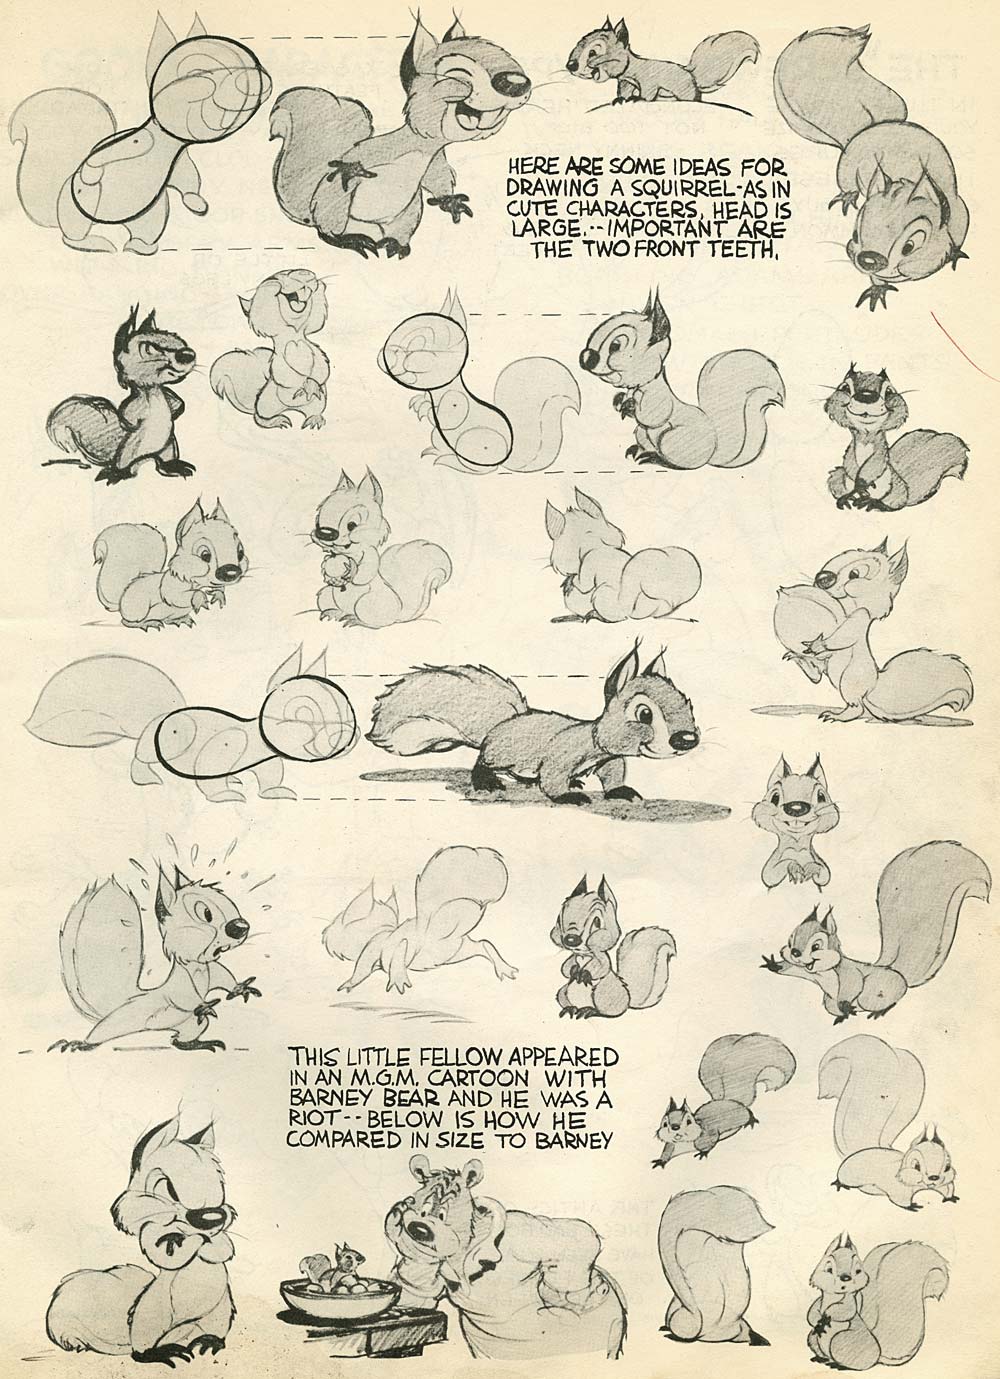 HERE ARE SOME IDEAS FOR
DRAWING A SQUIRREL-AS IN
CUTE CHARACTERS, HEAD IS
LARGE.--IMPORTANT ARE
THE TWO FRONT TEETH.
THIS LITTLE FELLOW APPEARED
IN AN M.G.M. CARTOON WITH
BARNEY BEAR AND HE WAS A
RIOT--BELOW IS HOW HE
COMPARED IN SIZE TO BARNEY